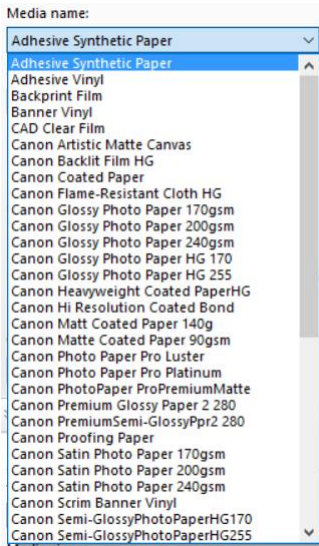 Media name:
Adhesive Synthetic Paper
Adhesive Synthetic Paper
Adhesive Vinyl
Backprint Film
Banner Vinyl
CAD Clear Film
Canon Artistic Matte Canvas
Canon Backlit Film HG
Canon Coated Paper
Canon Flame-Resistant Cloth HG
Canon Glossy Photo Paper 170gsm
Canon Glossy Photo Paper 200gsm
Canon Glossy Photo Paper 240gsm
Canon Glossy Photo Paper HG 170
Canon Glossy Photo Paper HG 255
Canon Heavyweight Coated PaperHG
Canon Hi Resolution Coated Bond
Canon Matt Coated Paper 140g
Canon Matte Coated Paper 90gsm
Canon Photo Paper Pro Luster
Canon Photo Paper Pro Platinum
Canon PhotoPaper ProPremiumMatte
Canon Premium Glossy Paper 2 280
Canon PremiumSemi-GlossyPpr2 280
Canon Proofing Paper
Canon Satin Photo Paper 170gsm
Canon Satin Photo Paper 200gsm
Canon Satin Photo Paper 240gsm
Canon Scrim Banner Vinyl
Canon Semi-GlossyPhotoPaperHG170
Canon Semi-GlossyPhotoPaperHG255